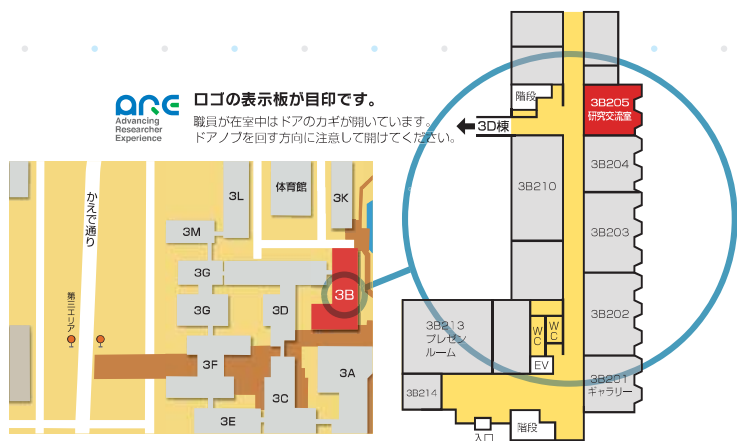 ARE
Advancing
Researcher
Experience
ロゴの表示板が目印です。
職員が在室中はドアのカギが開いています。
ドアノブを回す方向に注意して開けてください。
かえで通り
第三エリア
3L
体育館
3K
3M
3G
3B
3G
3D
3F
3A
3C
3E
階段
3B205
研究交流室
3D棟
3B204
3B210
3B203
3B202
3B213
プレゼン
ルーム
WC
WC
EV
3B201
ギャラリー
3B214
階段
入口